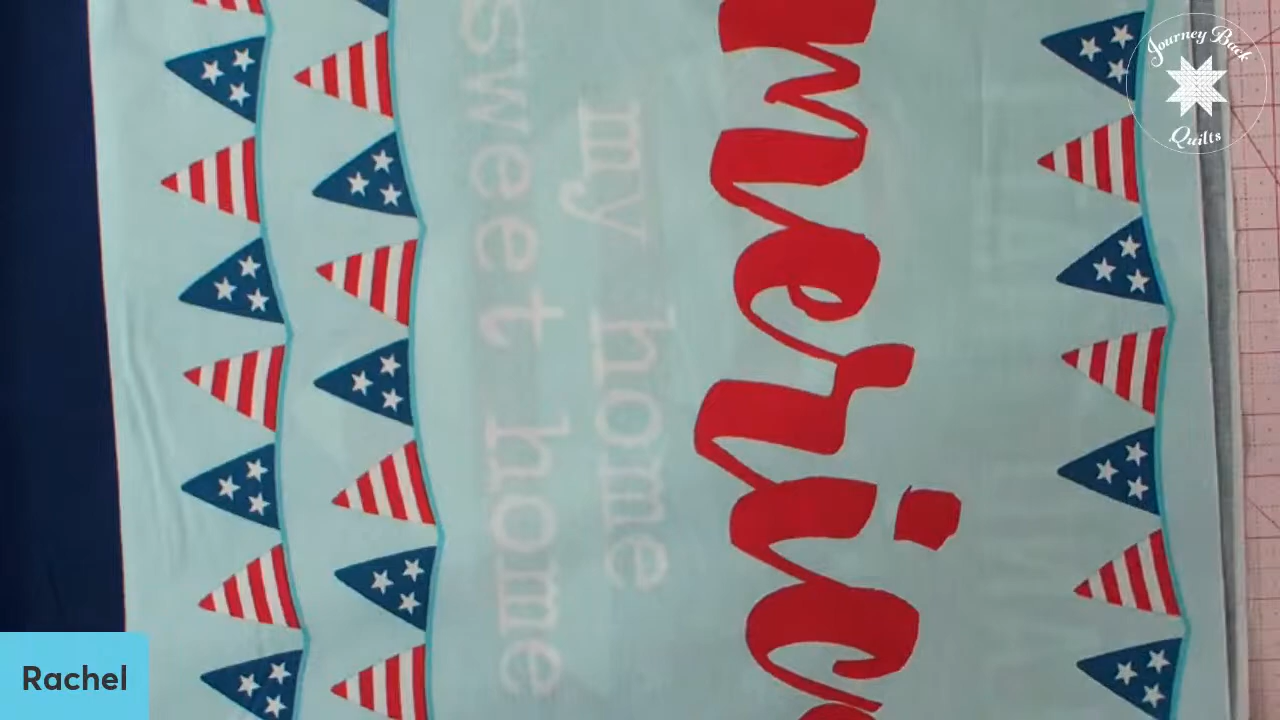 merica
my home
sweet home
Journey Back
Quilts
Rachel